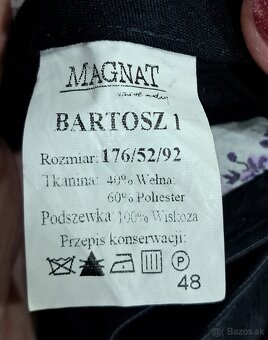 MAGNAT
BARTOSZ 1
Rozmiar: 176/52/92
Tkanina: 40% Wełna;
60% Poliester
Podszewka: 100% Wiskoza
Przepis konserwacji:
P
48
Bazos.sk